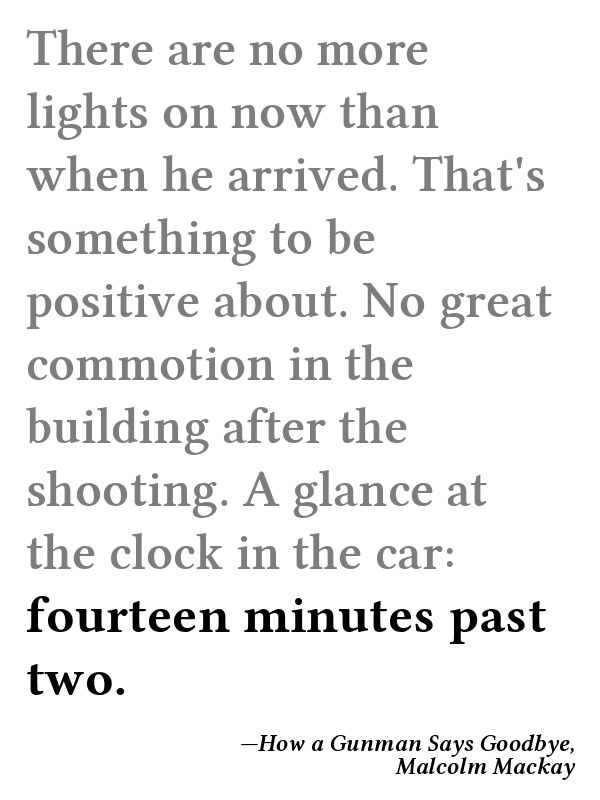 There are no more
lights on now than
when he arrived. That's
something to be
positive about. No great
commotion in the
building after the
shooting. A glance at
the clock in the car:
fourteen minutes past
two.
—How a Gunman Says Goodbye,
Malcolm Mackay